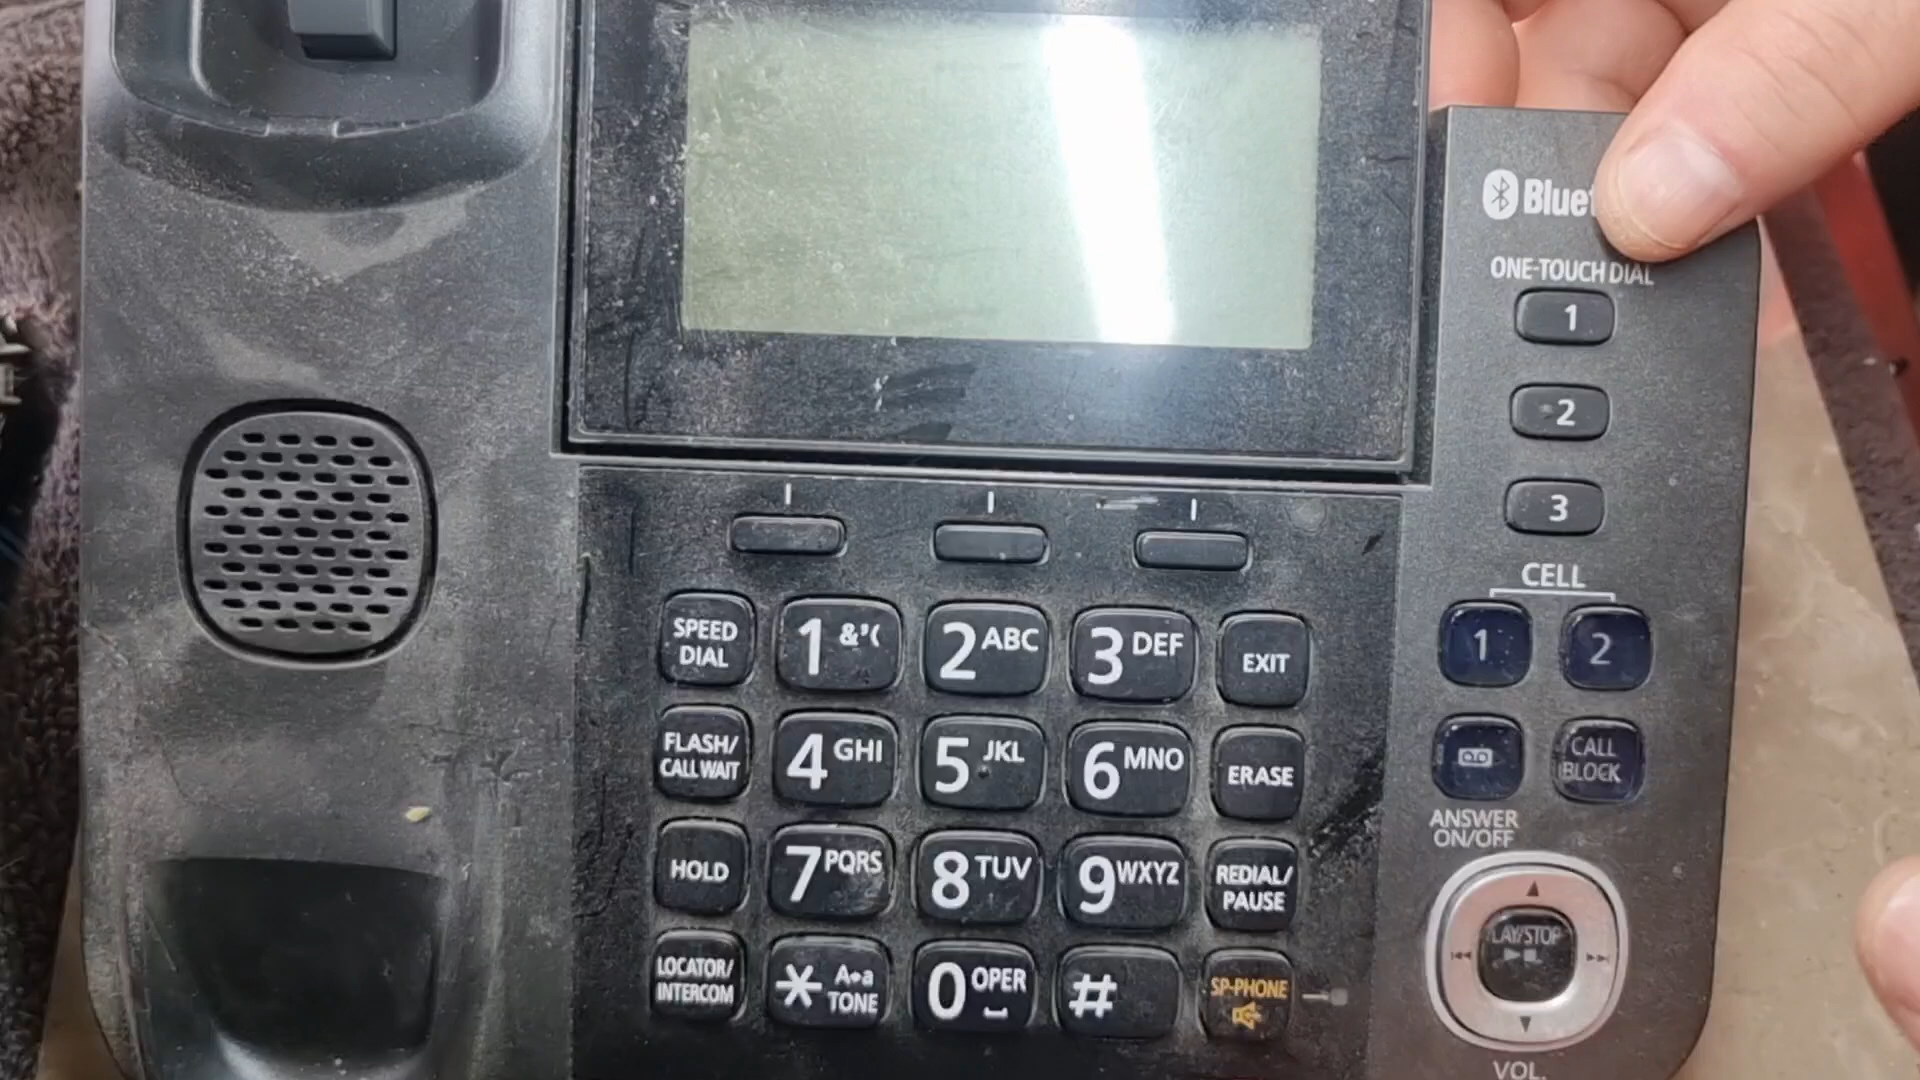 Bluet
ONE-TOUCH DIAL
1
2
3
CELL
1 2
CALL
BLOCK
ANSWER
ON/OFF
PLAY/STOP
VOL.
SPEED
DIAL
1 &'(
2 ABC
3 DEF
EXIT
FLASH/
CALL WAIT
4 GHI
5 JKL
6 MNO
ERASE
HOLD
7 PQRS
8 TUV
9 WXYZ
REDIAL/
PAUSE
LOCATOR/
INTERCOM
* A•a
TONE
0 OPER
#
SP-PHONE